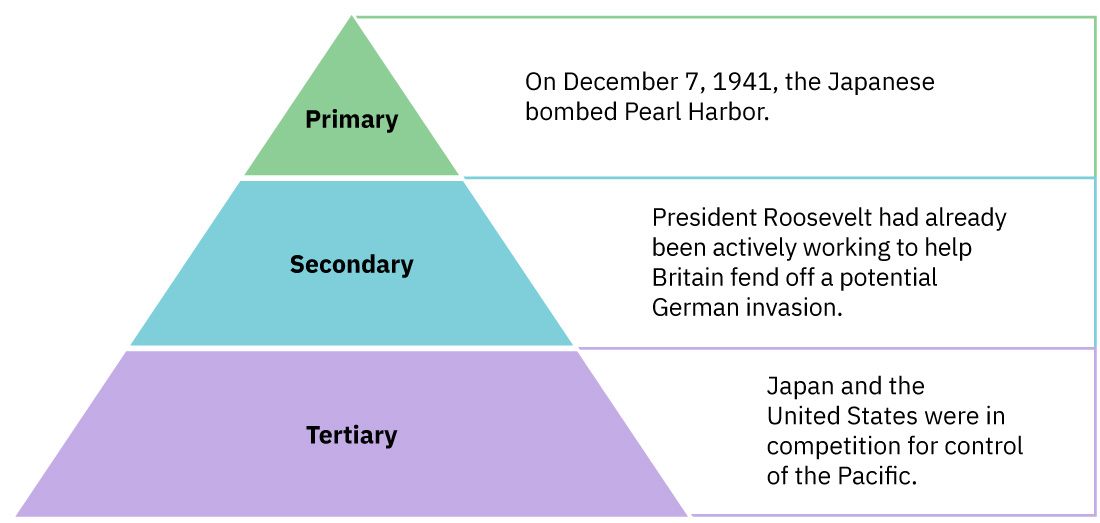 Primary
On December 7, 1941, the Japanese
bombed Pearl Harbor.
Secondary
President Roosevelt had already
been actively working to help
Britain fend off a potential
German invasion.
Tertiary
Japan and the
United States were in
competition for control
of the Pacific.